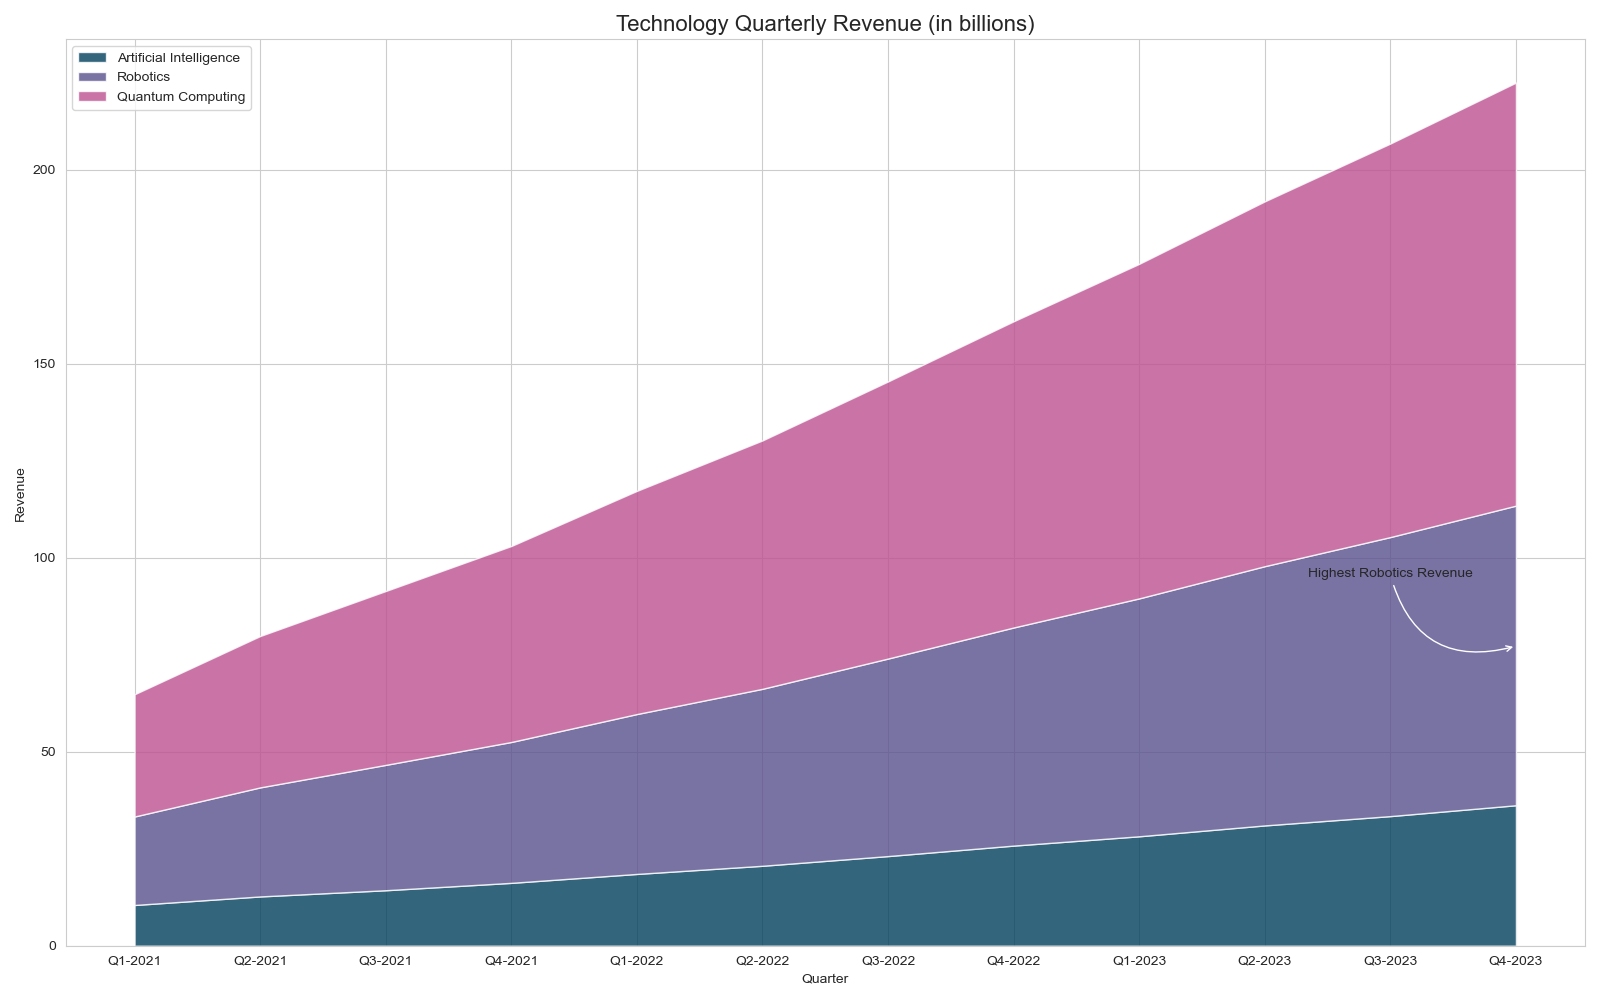 Technology Quarterly Revenue (in billions)
Artificial Intelligence
Robotics
Quantum Computing
200
150
100
50
0
Revenue
Highest Robotics Revenue
Q1-2021
Q2-2021
Q3-2021
Q4-2021
Q1-2022
Q2-2022
Q3-2022
Q4-2022
Q1-2023
Q2-2023
Q3-2023
Q4-2023
Quarter